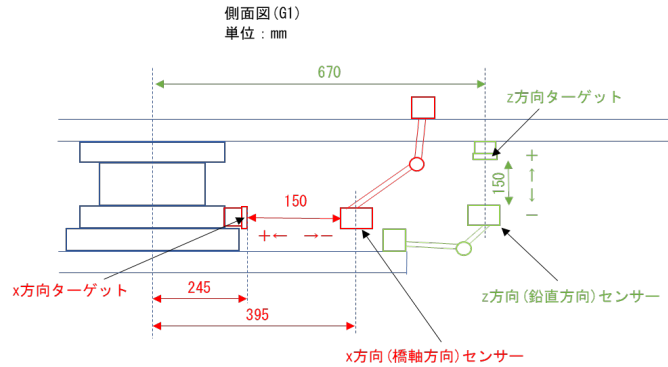 側面図(G1)
単位：mm
670
z方向ターゲット
150
＋←　→－
＋
↑
↓
－
150
x方向ターゲット
245
395
z方向(鉛直方向)センサー
x方向(橋軸方向)センサー